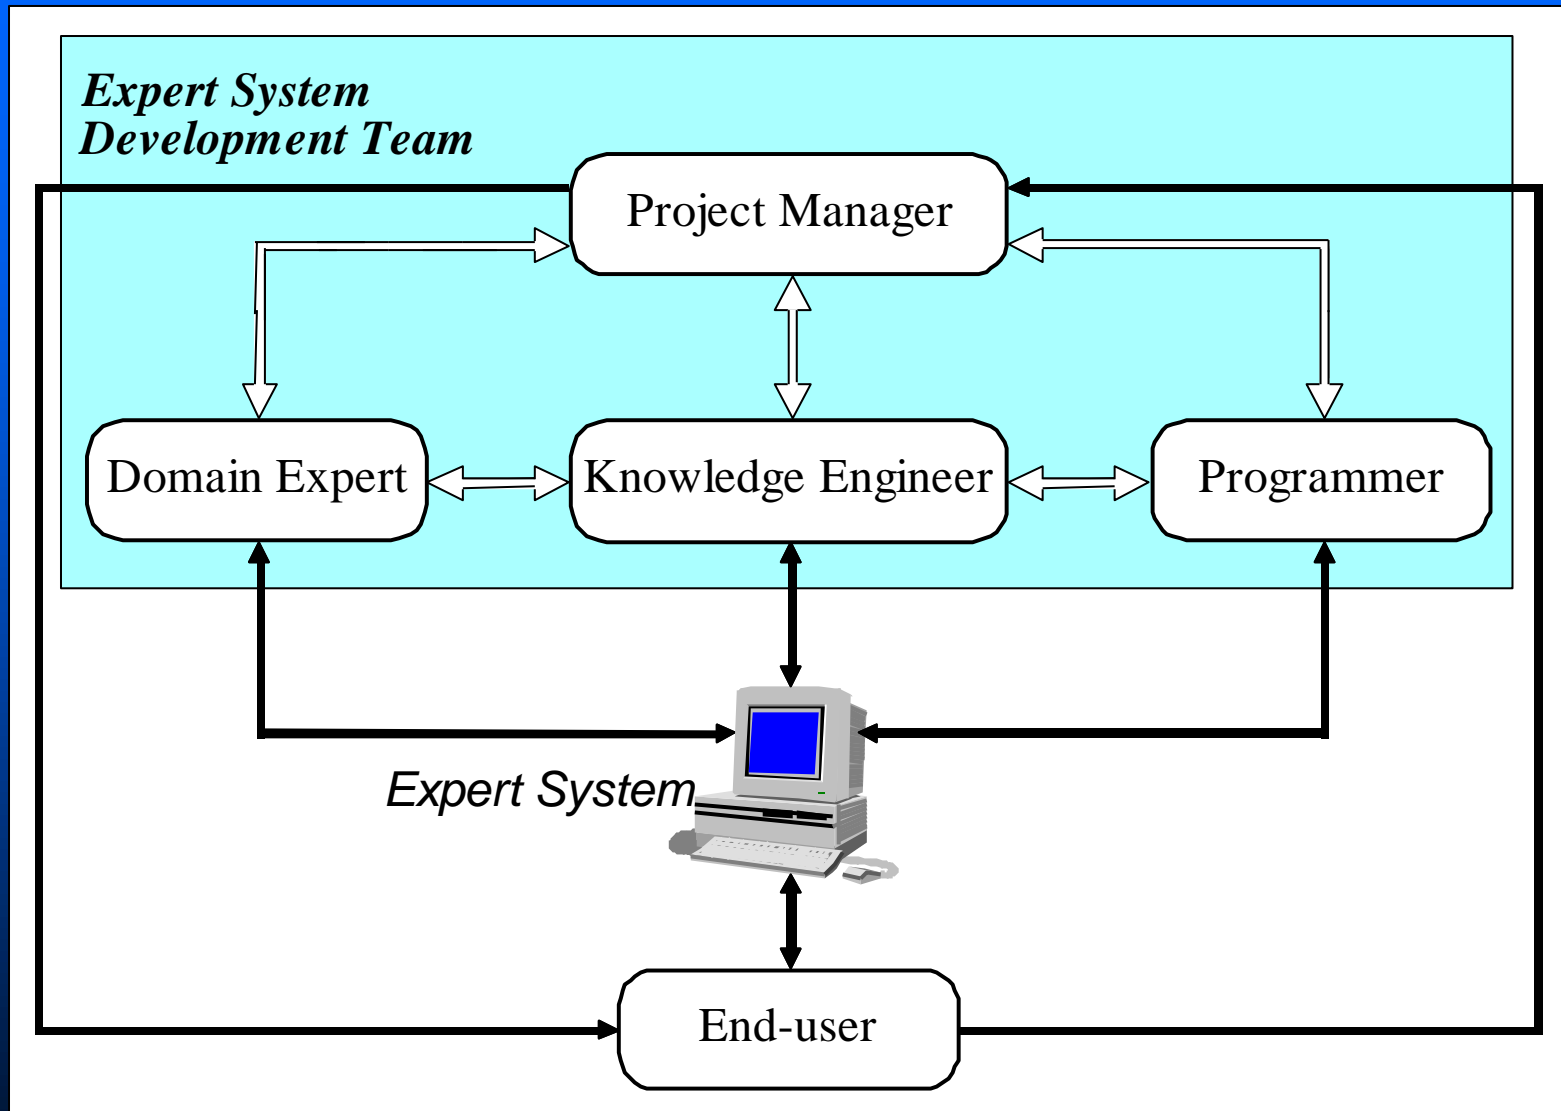 Expert System
Development Team
Project Manager
Domain Expert
Knowledge Engineer
Programmer
Expert System
End-user